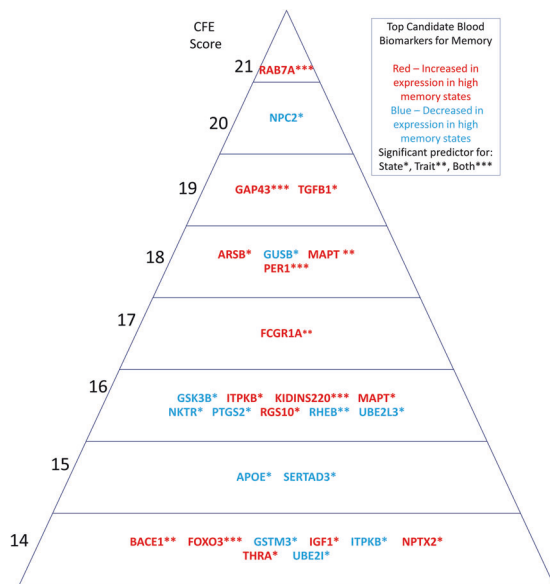 CFE
Score
Top Candidate Blood
Biomarkers for Memory
Red – Increased in
expression in high
memory states
Blue – Decreased in
expression in high
memory states
Significant predictor for:
State*, Trait**, Both***
21
RAB7A***
20
NPC2*
19
GAP43*** TGFB1*
18
ARSB* GUSB* MAPT **
PER1***
17
FCGR1A**
16
GSK3B* ITPKB* KIDINS220*** MAPT*
NKTR* PTGS2* RGS10* RHEB** UBE2L3*
15
APOE* SERTAD3*
14
BACE1** FOXO3*** GSTM3* IGF1* ITPKB* NPTX2*
THRA* UBE2I*